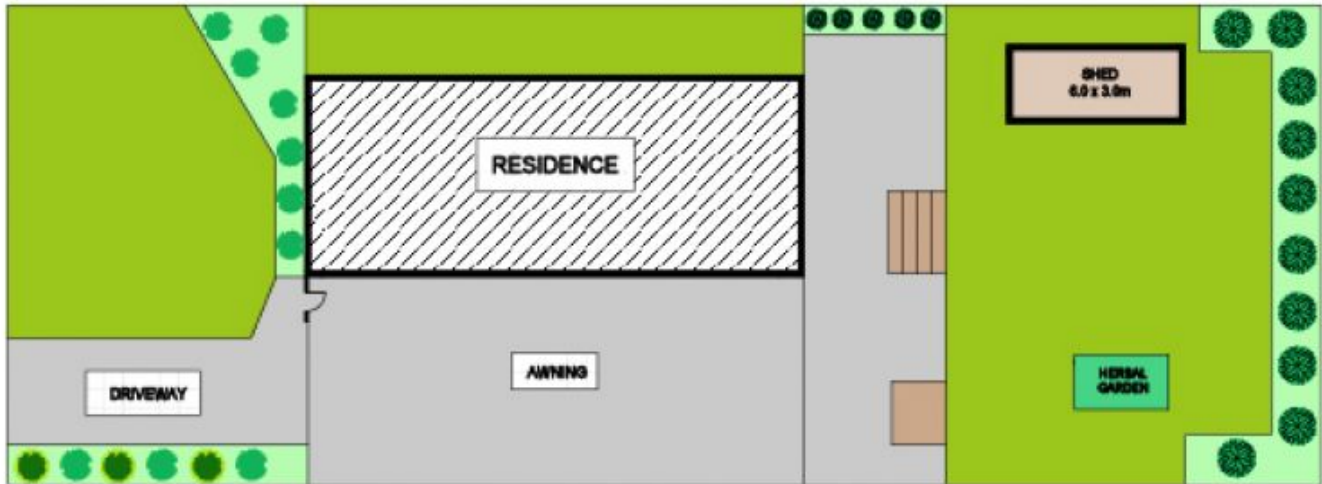 SHED
6.0 x 3.0m
RESIDENCE
AWNING
DRIVEWAY
HERBAL
GARDEN